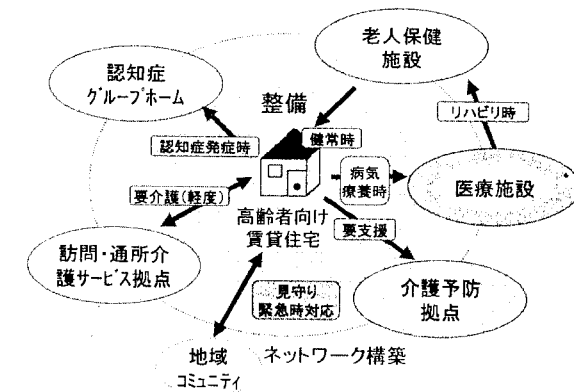 老人保健
施設
認知症
グループホーム
整備
リハビリ時
認知症発症時
健常時
病気
療養時
医療施設
要介護(軽度)
高齢者向け
賃貸住宅
要支援
訪問・通所介
護サービス拠点
見守り
緊急時対応
介護予防
拠点
地域
コミュニティ
ネットワーク構築